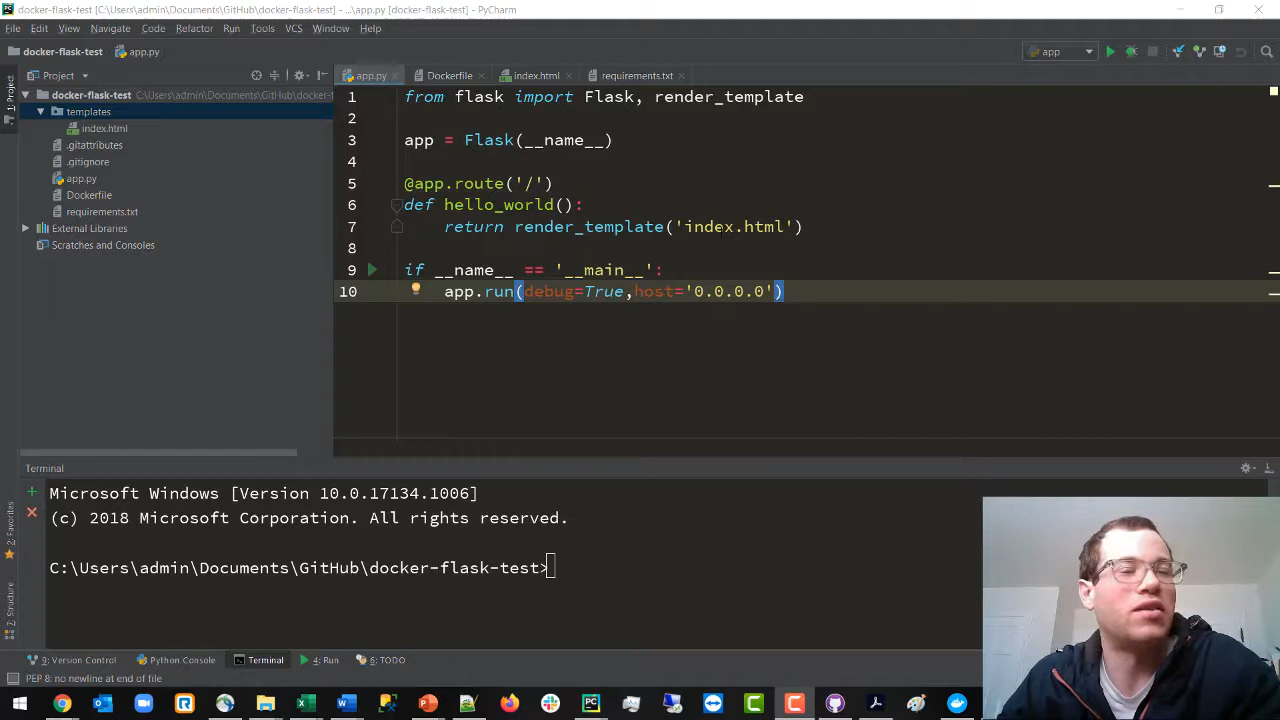 docker-flask-test [C:\Users\admin\Documents\GitHub\docker-flask-test] - ...\app.py [docker-flask-test] - PyCharm
File Edit View Navigate Code Refactor Run Tools VCS Window Help
docker-flask-test app.py app
Project app.py Dockerfile index.html requirements.txt
1: Project
docker-flask-test C:\Users\admin\Documents\GitHub\docker-f
templates
index.html
.gitattributes
.gitignore
app.py
Dockerfile
requirements.txt
External Libraries
Scratches and Consoles
1 from flask import Flask, render_template
2
3 app = Flask(__name__)
4
5 @app.route('/')
6 def hello_world():
7 return render_template('index.html')
8
9 if __name__ == '__main__':
10 app.run(debug=True,host='0.0.0.0')
Terminal
Microsoft Windows [Version 10.0.17134.1006]
(c) 2018 Microsoft Corporation. All rights reserved.
C:\Users\admin\Documents\GitHub\docker-flask-test>
2: Favorites
7: Structure
9: Version Control Python Console Terminal 4: Run 6: TODO
PEP 8: no newline at end of file